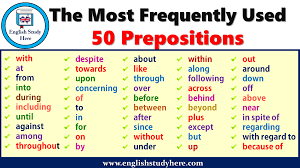 English Study
Here
The Most Frequently Used
50 Prepositions
with despite about within out
at towards like along around
from upon through following down
into concerning over across off
during of before behind above
including to between beyond near
until in after plus in spite of
against for since except regarding
among on without but with regard to
throughout by under up because of
www.englishstudyhere.com